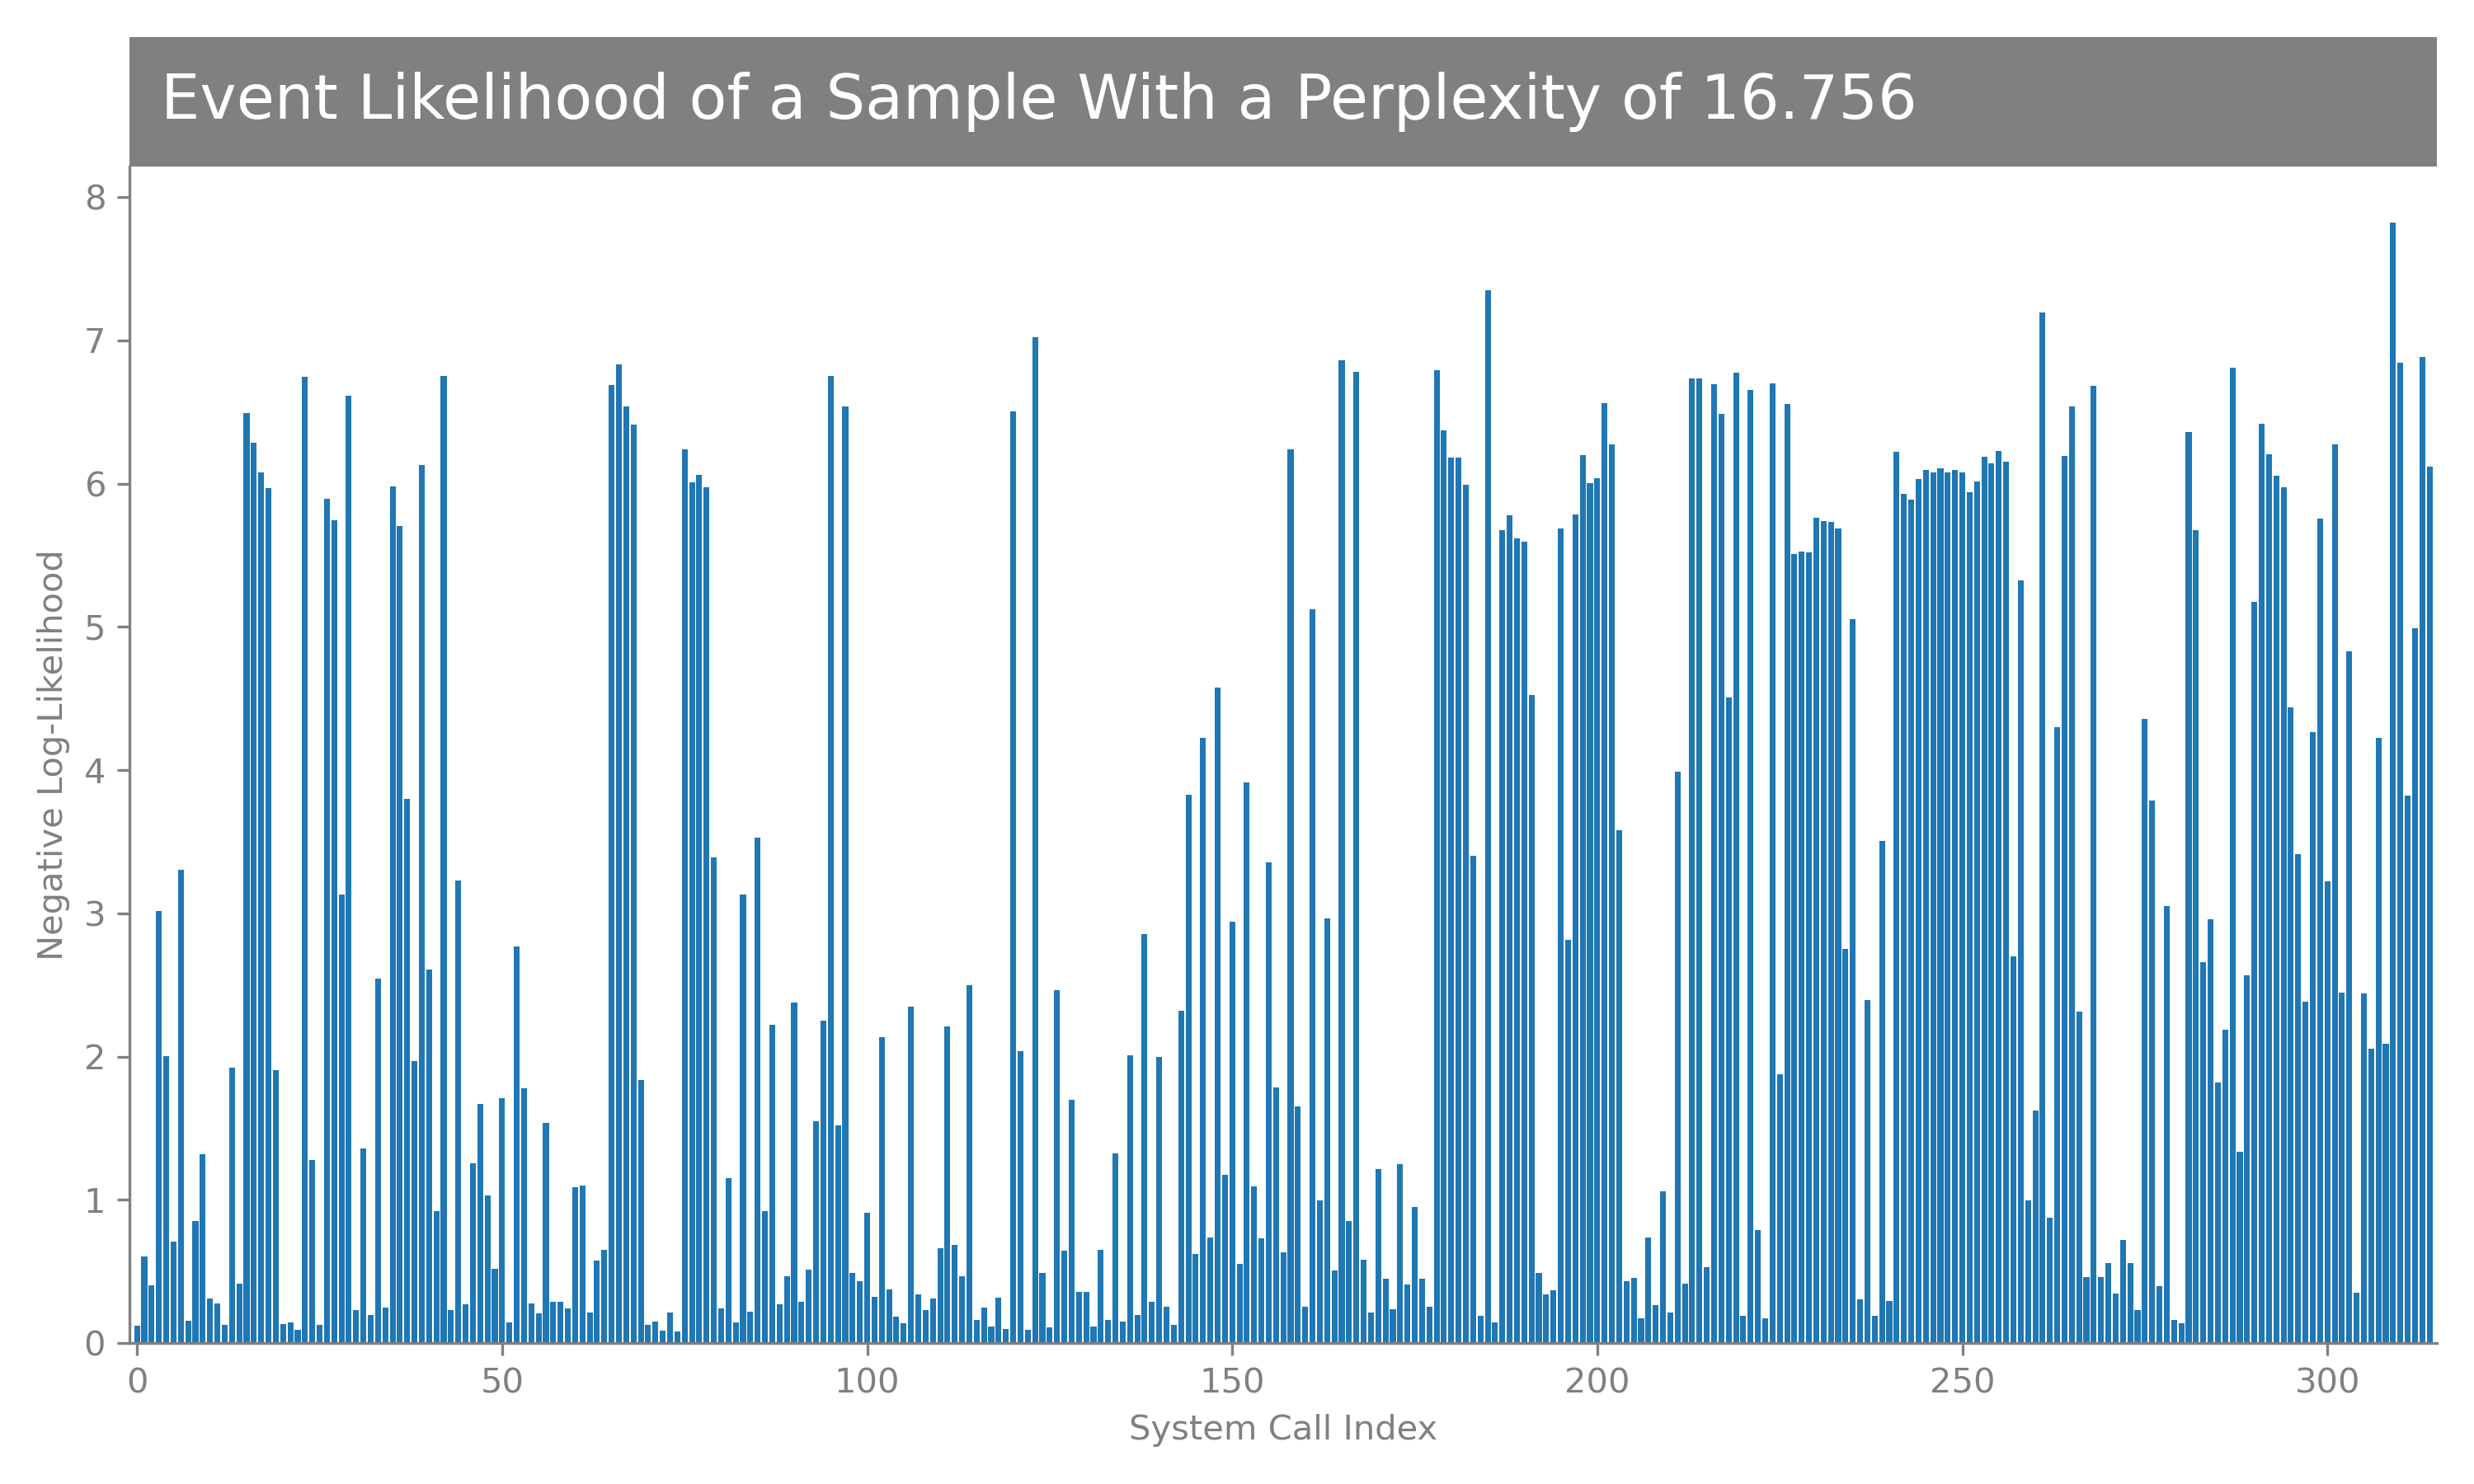 Event Likelihood of a Sample With a Perplexity of 16.756
8
7
6
5
4
3
2
1
0
Negative Log-Likelihood
0 50 100 150 200 250 300
System Call Index